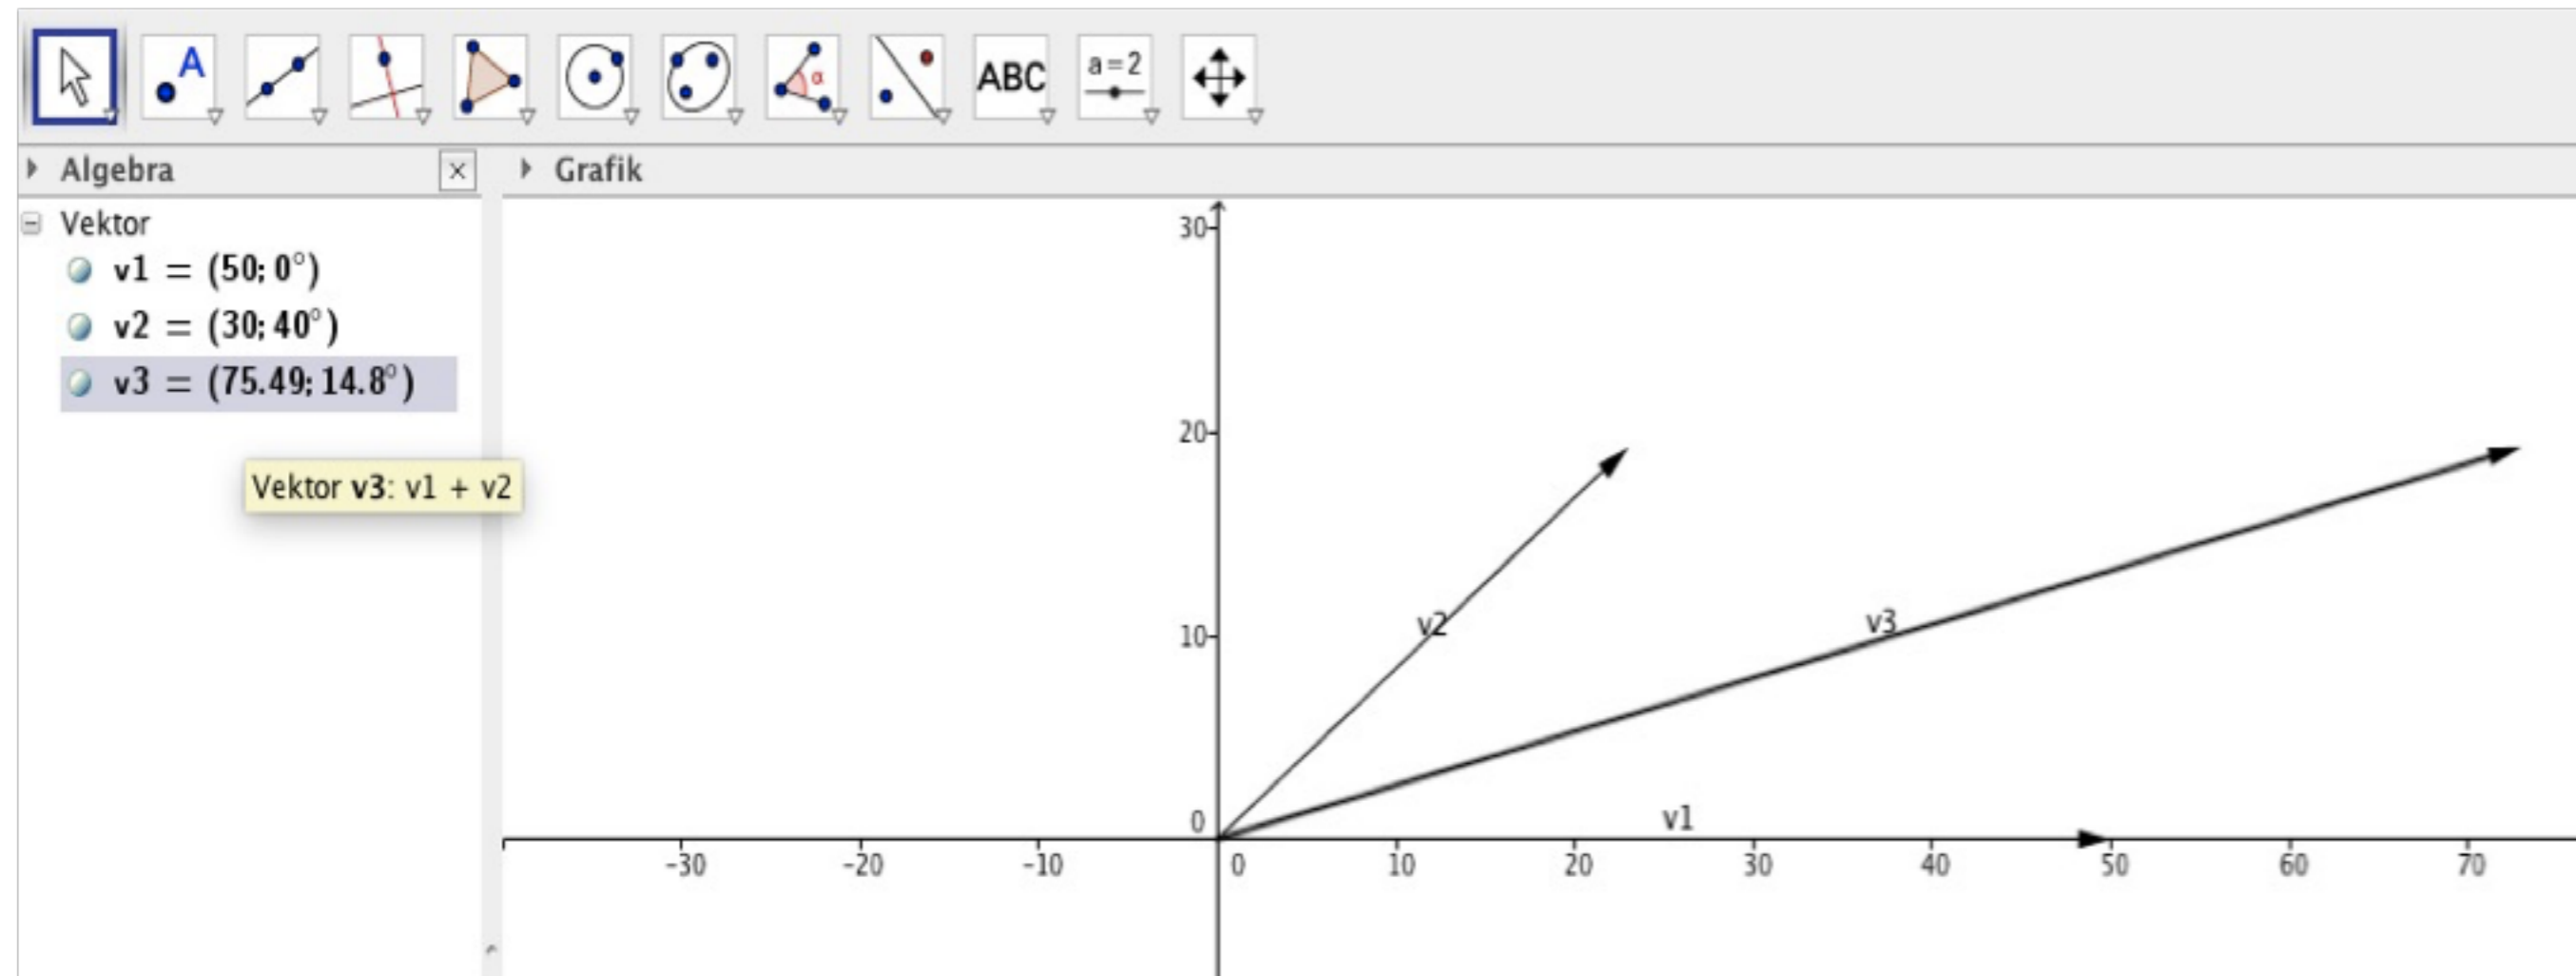 A
α
ABC
a=2
Algebra
Grafik
Vektor
v1 = (50; 0°)
v2 = (30; 40°)
v3 = (75.49; 14.8°)
Vektor v3: v1 + v2
30
20
10
0
v2
v3
v1
-30 -20 -10 0 10 20 30 40 50 60 70